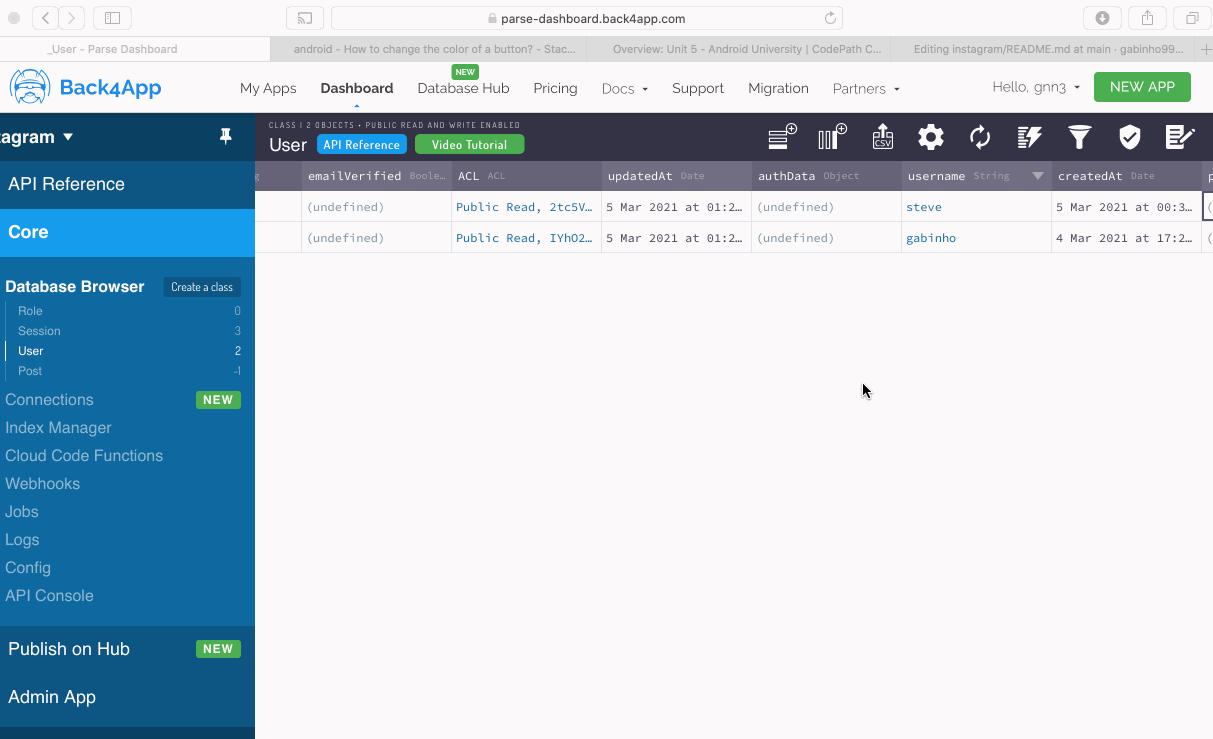 parse-dashboard.back4app.com
_User - Parse Dashboard
android - How to change the color of a button? - Stac...
Overview: Unit 5 - Android University | CodePath C...
Editing instagram/README.md at main · gabinho99...
Back4App
My Apps
Dashboard
NEW
Database Hub
Pricing
Docs
Support
Migration
Partners
Hello, gnn3
NEW APP
tagram
CLASS | 2 OBJECTS • PUBLIC READ AND WRITE ENABLED
User
API Reference
Video Tutorial
CSV
API Reference
Core
Database Browser
Create a class
Role 0
Session 3
User 2
Post -1
Connections NEW
Index Manager
Cloud Code Functions
Webhooks
Jobs
Logs
Config
API Console
Publish on Hub NEW
Admin App
g emailVerified Boole... ACL ACL updatedAt Date authData Object username String createdAt Date
(undefined) Public Read, 2tc5V... 5 Mar 2021 at 01:2... (undefined) steve 5 Mar 2021 at 00:3... (
(undefined) Public Read, IYhO2... 5 Mar 2021 at 01:2... (undefined) gabinho 4 Mar 2021 at 17:2... (